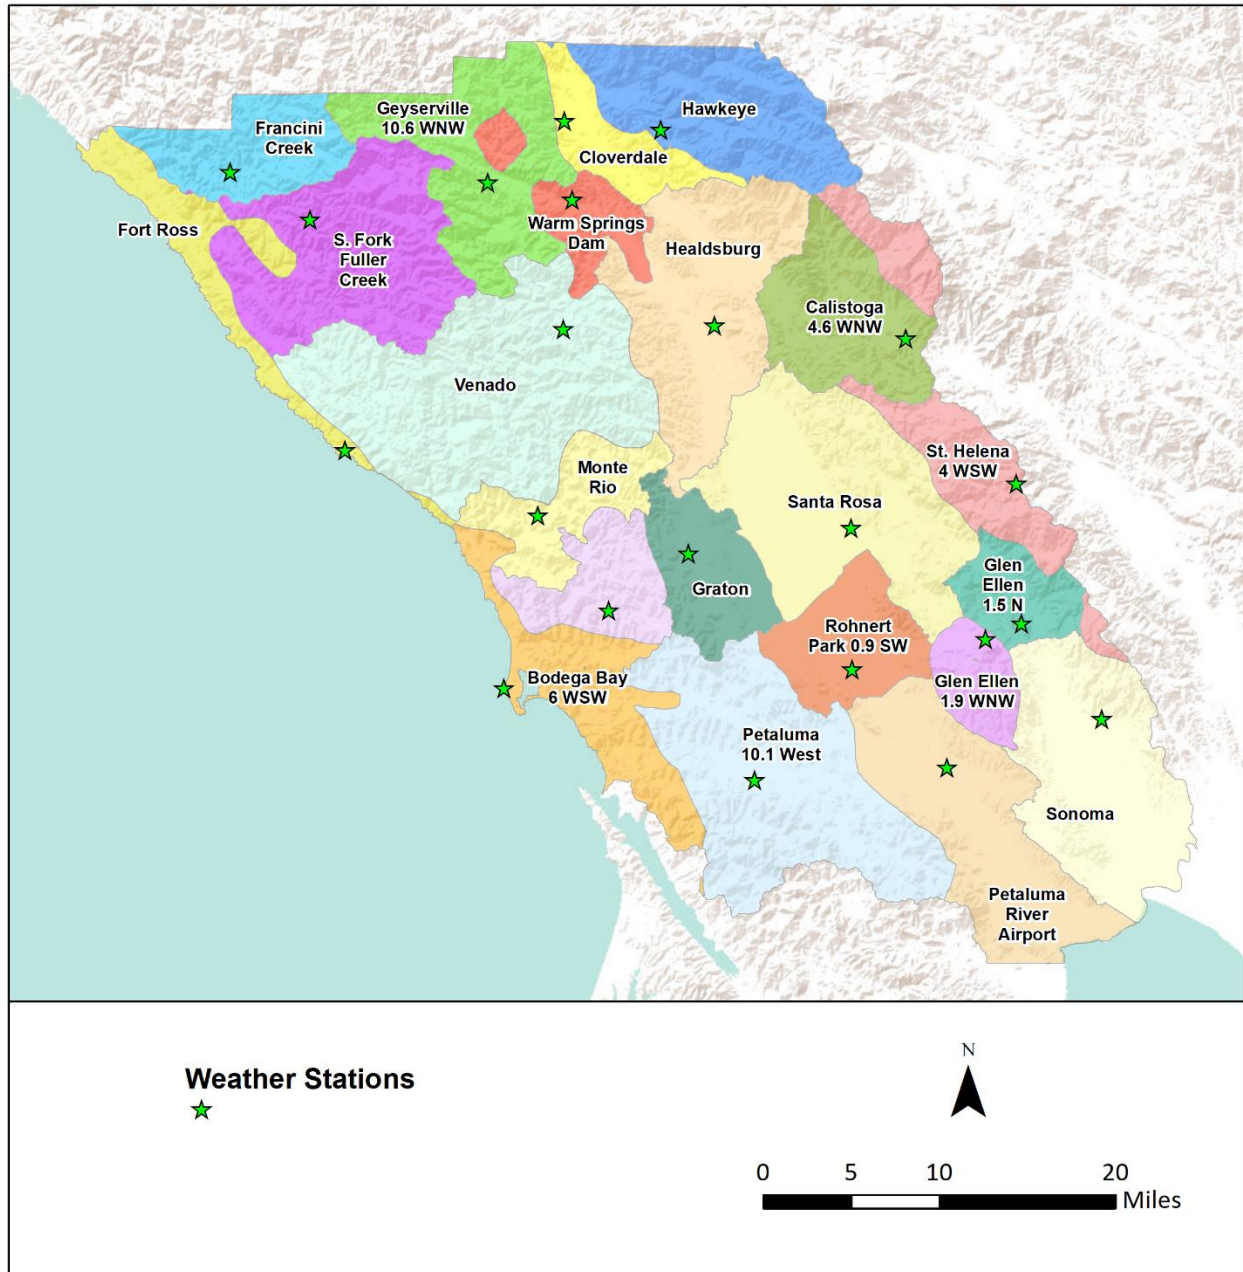 Geyserville
10.6 WNW
Hawkeye
Francini
Creek
Cloverdale
Fort Ross
S. Fork
Fuller
Creek
Warm Springs
Dam
Healdsburg
Calistoga
4.6 WNW
Venado
Monte
Rio
St. Helena
4 WSW
Santa Rosa
Graton
Glen
Ellen
1.5 N
Rohnert
Park 0.9 SW
Bodega Bay
6 WSW
Glen Ellen
1.9 WNW
Petaluma
10.1 West
Sonoma
Petaluma
River
Airport
Weather Stations
N
0 5 10 20
Miles